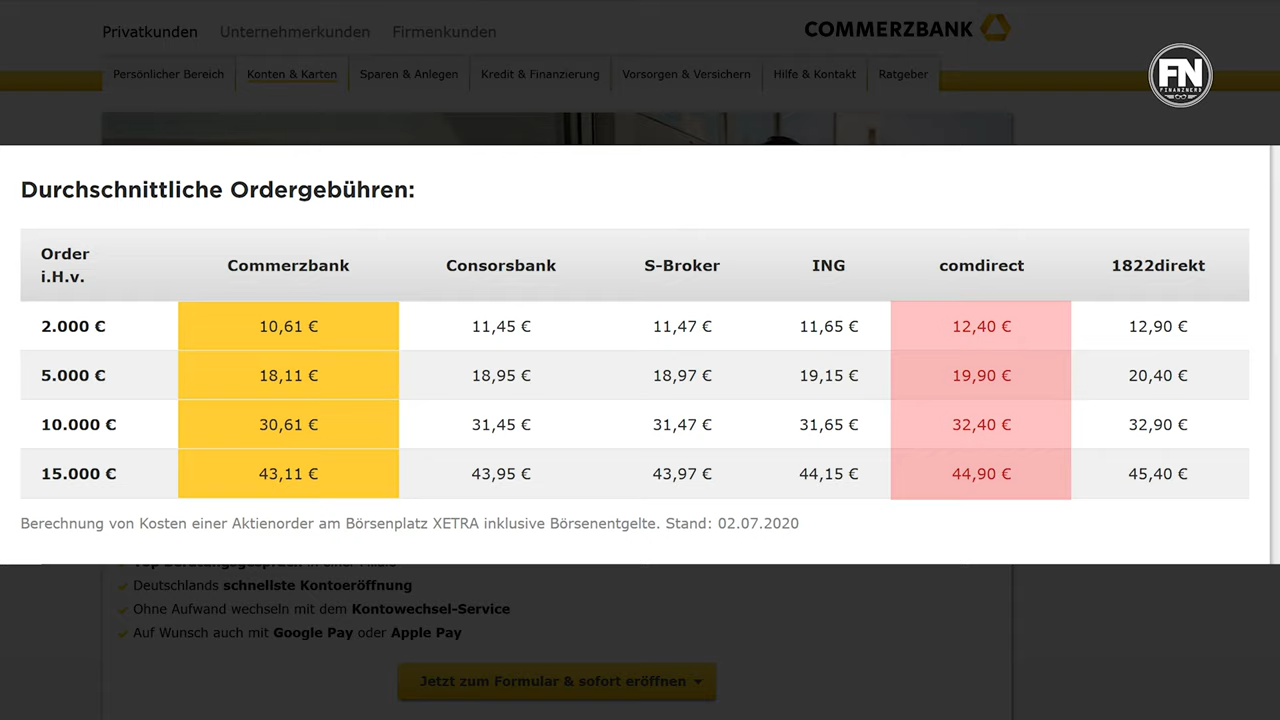 Privatkunden Unternehmerkunden Firmenkunden
COMMERZBANK
Persönlicher Bereich Konten & Karten Sparen & Anlegen Kredit & Finanzierung Vorsorgen & Versichern Hilfe & Kontakt Ratgeber
FN
FINANZNERD
Durchschnittliche Ordergebühren:
Order i.H.v. Commerzbank Consorsbank S-Broker ING comdirect 1822direkt
2.000 € 10,61 € 11,45 € 11,47 € 11,65 € 12,40 € 12,90 €
5.000 € 18,11 € 18,95 € 18,97 € 19,15 € 19,90 € 20,40 €
10.000 € 30,61 € 31,45 € 31,47 € 31,65 € 32,40 € 32,90 €
15.000 € 43,11 € 43,95 € 43,97 € 44,15 € 44,90 € 45,40 €
Berechnung von Kosten einer Aktienorder am Börsenplatz XETRA inklusive Börsenentgelte. Stand: 02.07.2020
Top Beratungsgespräch in einer Filiale
Deutschlands schnellste Kontoeröffnung
Ohne Aufwand wechseln mit dem Kontowechsel-Service
Auf Wunsch auch mit Google Pay oder Apple Pay
Jetzt zum Formular & sofort eröffnen